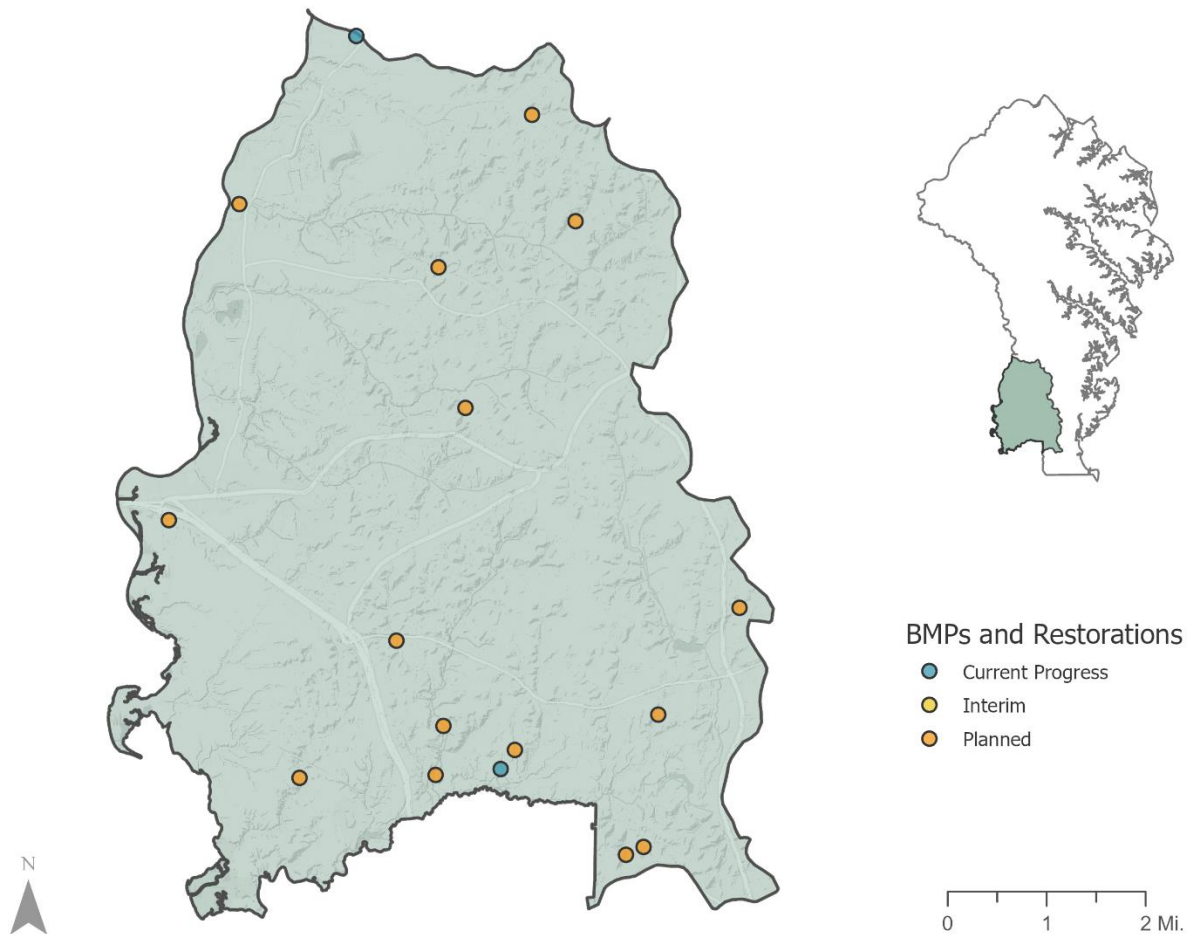 BMPs and Restorations
Current Progress
Interim
Planned
N
0 1 2 Mi.